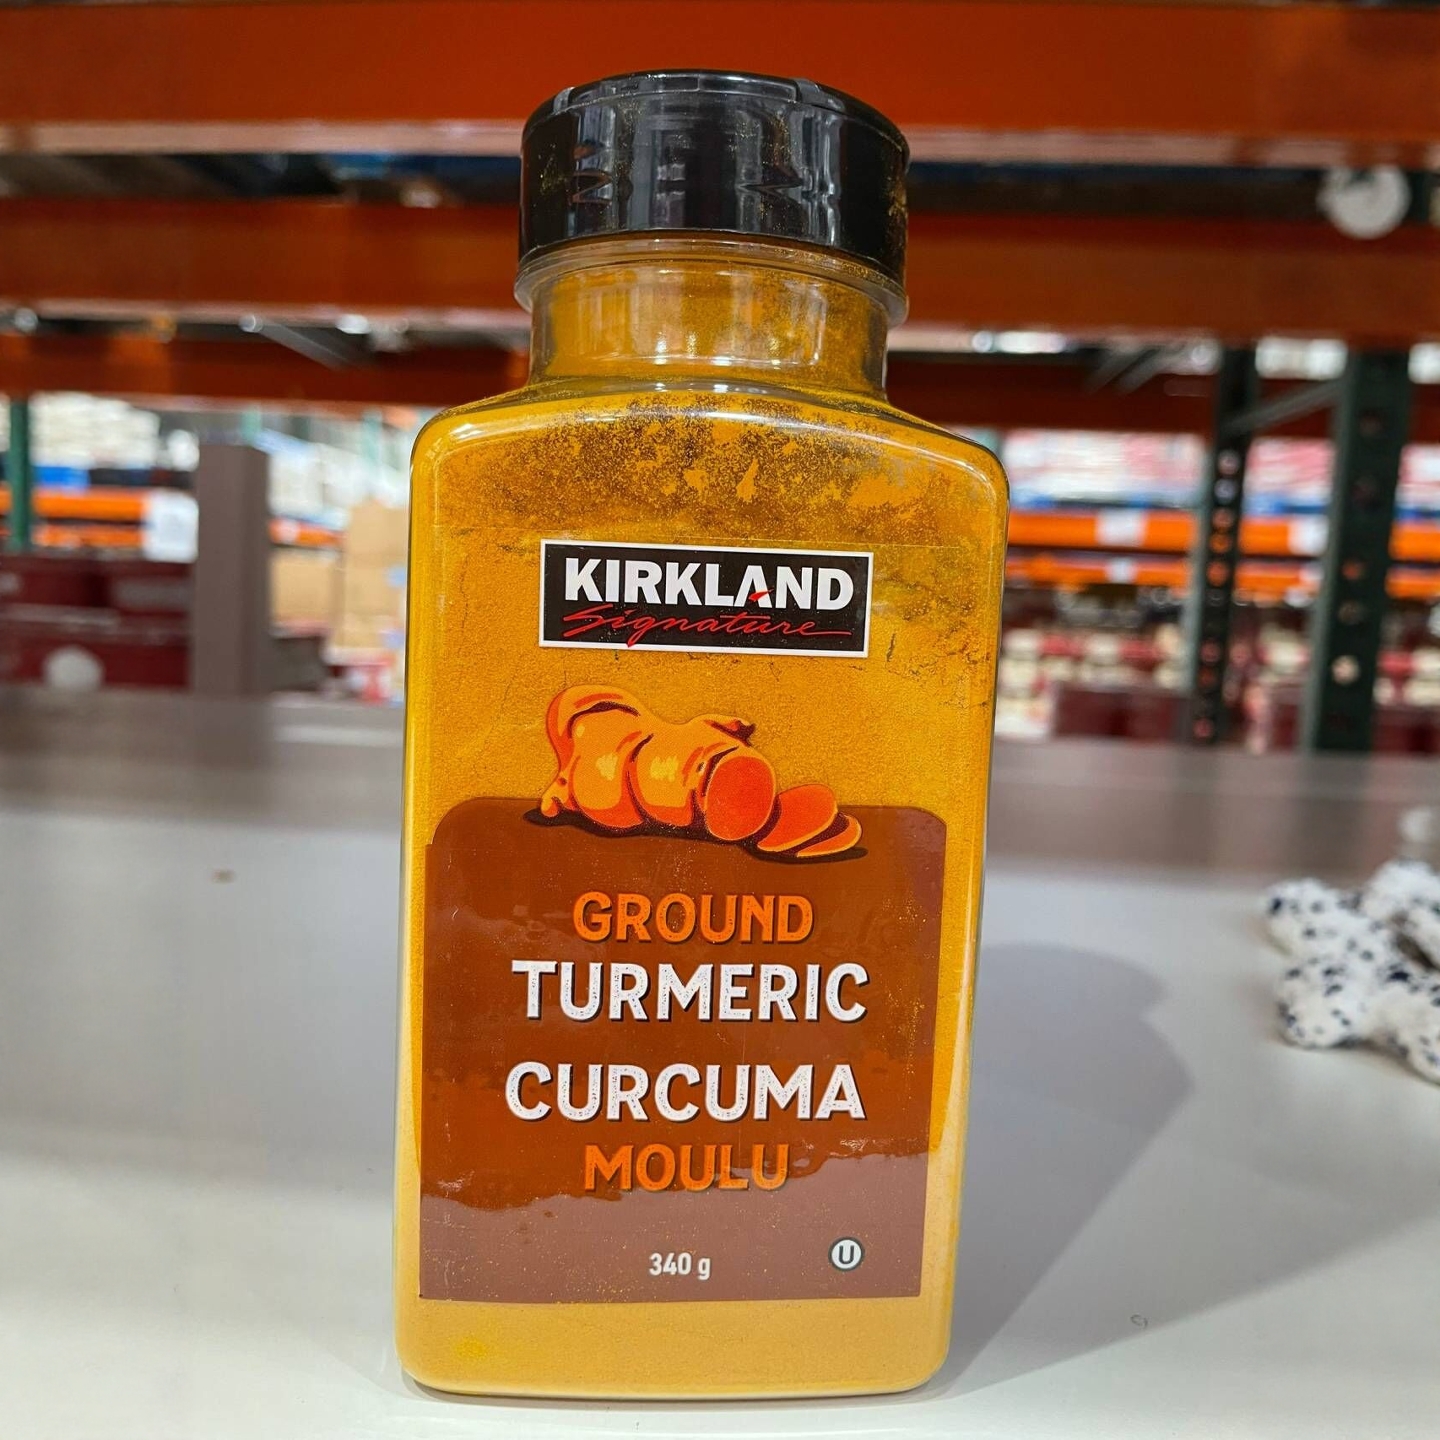 KIRKLAND
Signature
GROUND
TURMERIC
CURCUMA
MOULU
340 g
U